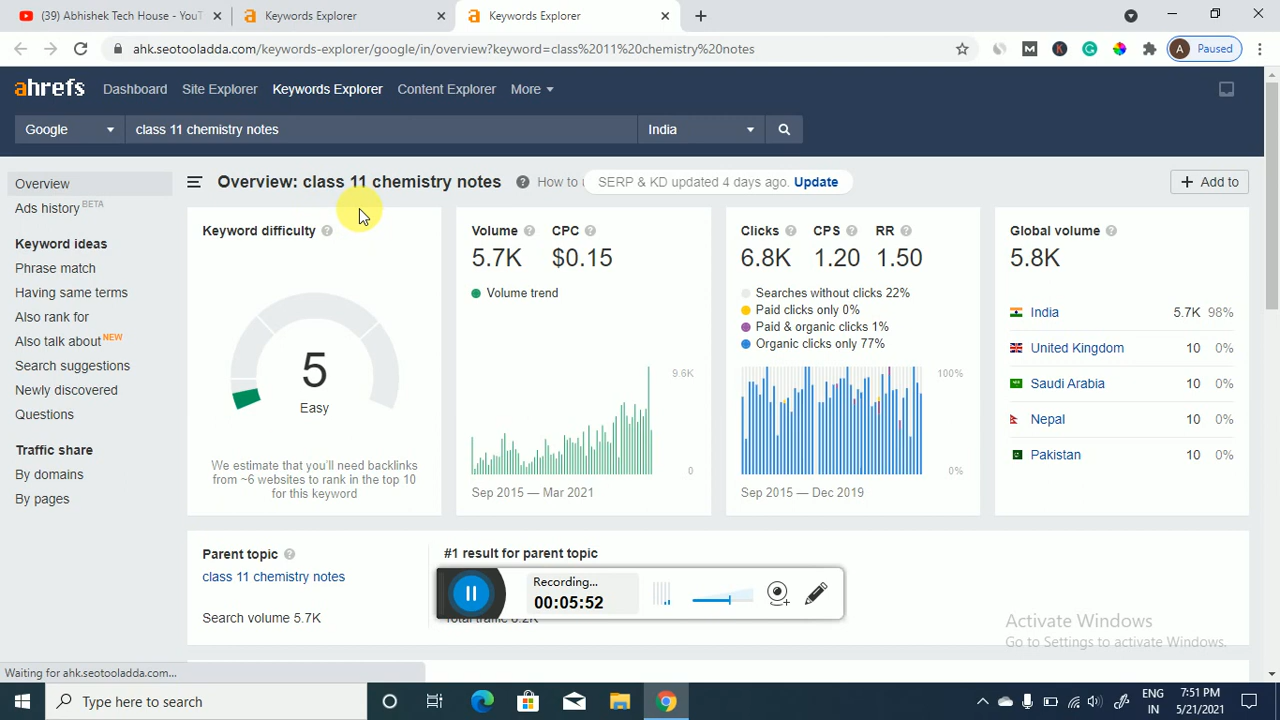 (39) Abhishek Tech House - YouT
Keywords Explorer
Keywords Explorer
ahk.seotooladda.com/keywords-explorer/google/in/overview?keyword=class%2011%20chemistry%20notes
M
K
G
A Paused
ahrefs
Dashboard
Site Explorer
Keywords Explorer
Content Explorer
More
Google
class 11 chemistry notes
India
Overview
Ads history BETA
Keyword ideas
Phrase match
Having same terms
Also rank for
Also talk about NEW
Search suggestions
Newly discovered
Questions
Traffic share
By domains
By pages
Overview: class 11 chemistry notes
? How to
SERP & KD updated 4 days ago. Update
+ Add to
Keyword difficulty ?
5
Easy
We estimate that you'll need backlinks
from ~6 websites to rank in the top 10
for this keyword
Volume ? CPC ?
5.7K $0.15
Volume trend
9.6K
0
Sep 2015 — Mar 2021
Clicks ? CPS ? RR ?
6.8K 1.20 1.50
Searches without clicks 22%
Paid clicks only 0%
Paid & organic clicks 1%
Organic clicks only 77%
100%
0%
Sep 2015 — Dec 2019
Global volume ?
5.8K
India 5.7K 98%
United Kingdom 10 0%
Saudi Arabia 10 0%
Nepal 10 0%
Pakistan 10 0%
Parent topic ?
class 11 chemistry notes
Search volume 5.7K
#1 result for parent topic
Recording...
00:05:52
Activate Windows
Go to Settings to activate Windows.
Waiting for ahk.seotooladda.com...
Type here to search
ENG
IN
7:51 PM
5/21/2021